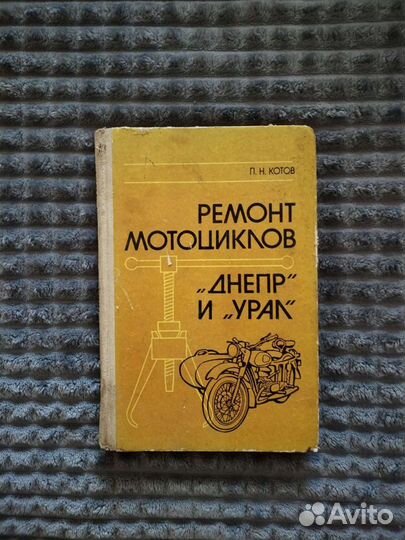 П. Н. КОТОВ
РЕМОНТ
МОТОЦИКЛОВ
„ДНЕПР"
И „УРАЛ"
Avito